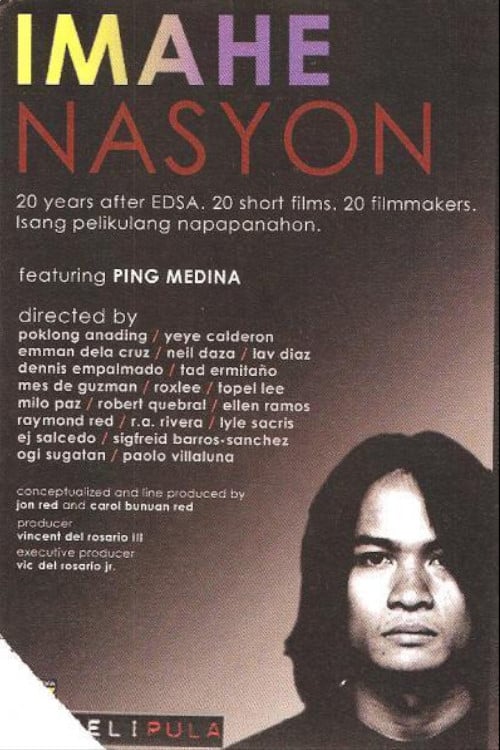 IMAHE
NASYON
20 years after EDSA. 20 short films. 20 filmmakers.
Isang pelikulang napapanahon.
featuring PING MEDINA
directed by
poklong anading / yeye calderon
emman dela cruz / neil daza / lav diaz
dennis empalmado / tad ermitaño
mes de guzman / roxlee / topel lee
milo paz / robert quebral / ellen ramos
raymond red / r.a. rivera / lyle sacris
ej salcedo / sigfreid barros-sanchez
ogi sugatan / paolo villaluna
conceptualized and line produced by
jon red and carol bunuan red
producer
vincent del rosario III
executive producer
vic del rosario jr.
ELIPULA